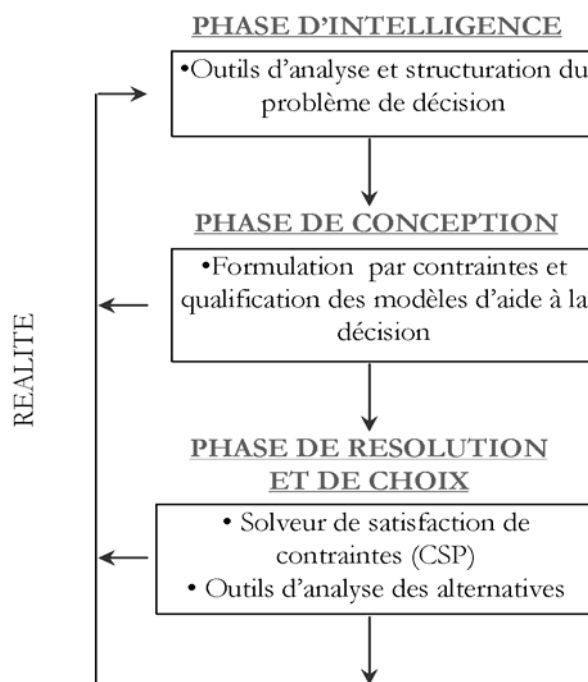 PHASE D'INTELLIGENCE
•Outils d'analyse et structuration du
problème de décision
PHASE DE CONCEPTION
•Formulation par contraintes et
qualification des modèles d'aide à la
décision
REALITE
PHASE DE RESOLUTION
ET DE CHOIX
• Solveur de satisfaction de
contraintes (CSP)
• Outils d'analyse des alternatives